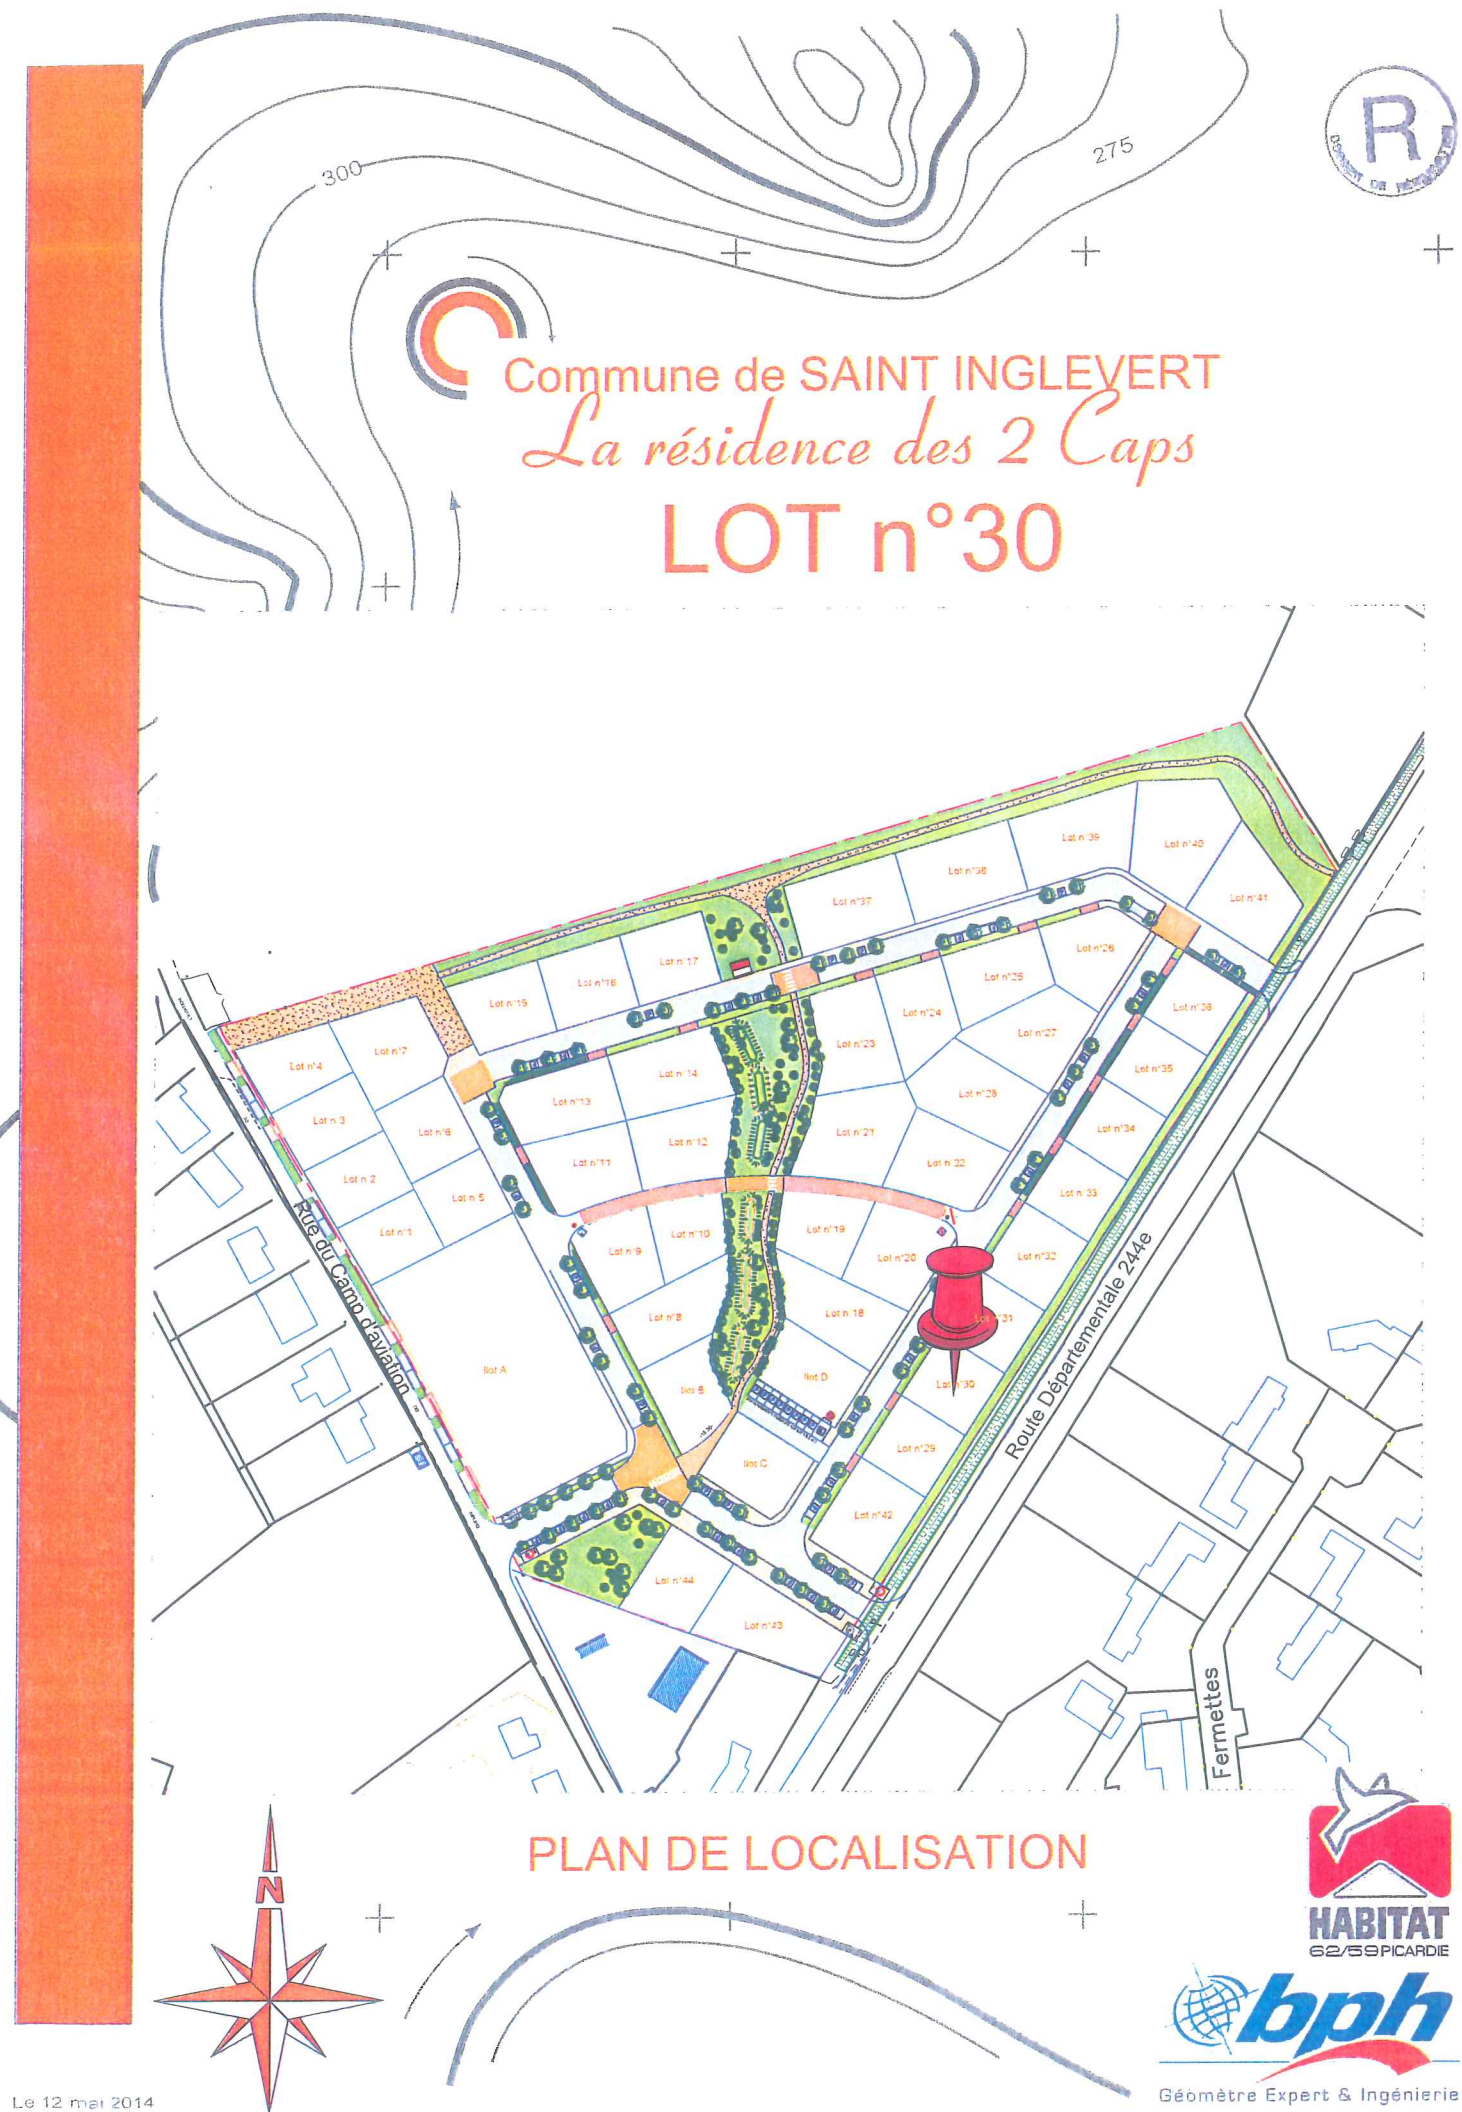 R
DOCUMENT DE
300
275
Commune de SAINT INGLEVERT
La résidence des 2 Caps
LOT n°30
Lot n°39
Lot n°40
Lot n°38
Lot n°41
Lot n°37
Lot n°26
Lot n°17
Lot n°16
Lot n°15
Lot n°25
Lot n°36
Lot n°24
Lot n°27
Lot n°23
Lot n°7
Lot n°4
Lot n°35
Lot n°14
Lot n°13
Lot n°28
Lot n°3
Lot n°6
Lot n°34
Lot n°21
Lot n°12
Lot n°11
Lot n°22
Lot n°2
Lot n°5
Lot n°33
Lot n°1
Lot n°10
Lot n°9
Lot n°19
Lot n°20
Lot n°32
Rue du Camp d'aviation
Route Départementale 244e
Lot n°8
Lot n°18
Lot n°31
Ilot A
Ilot B
Ilot D
Lot n°30
Lot n°29
Ilot C
Lot n°42
Lot n°44
Lot n°43
Fermettes
PLAN DE LOCALISATION
N
HABITAT
62/59 PICARDIE
bph
Géomètre Expert & Ingénierie
Le 12 mai 2014